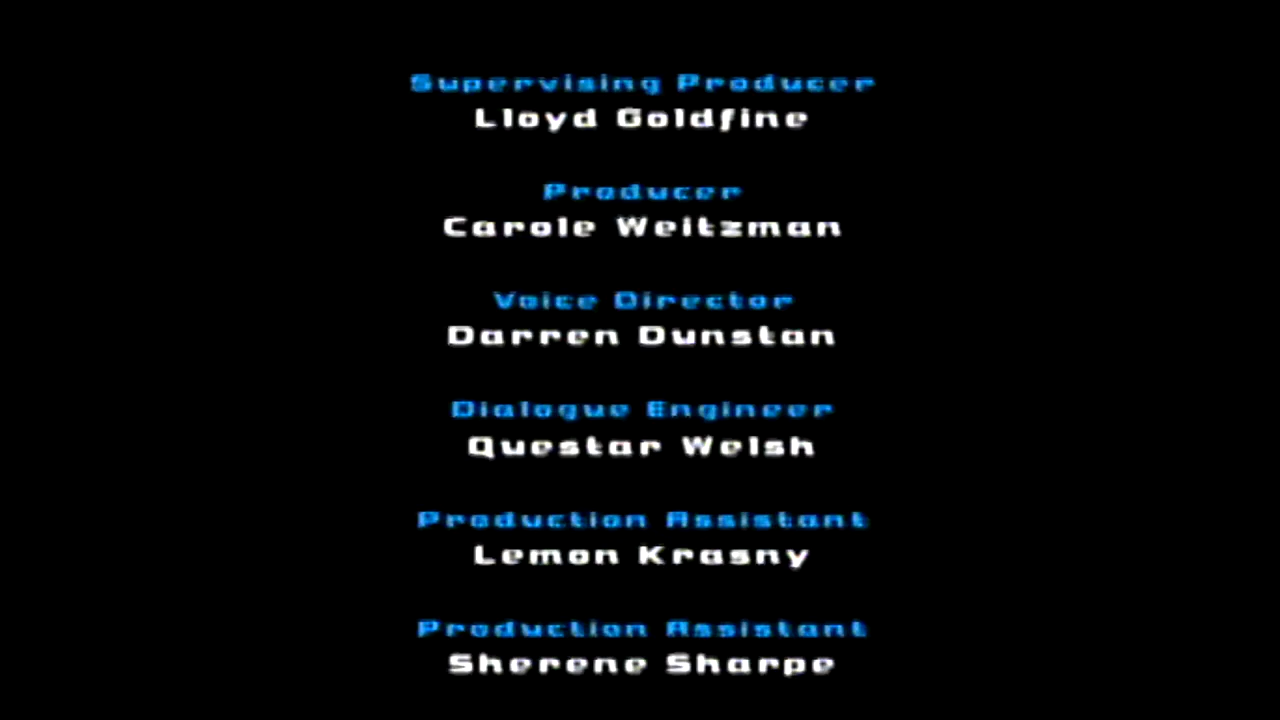 Supervising Producer
Lloyd Goldfine
Producer
Carole Weitzman
Voice Director
Darren Dunstan
Dialogue Engineer
Questar Welsh
Production Assistant
Lemon Krasny
Production Assistant
Sherene Sharpe